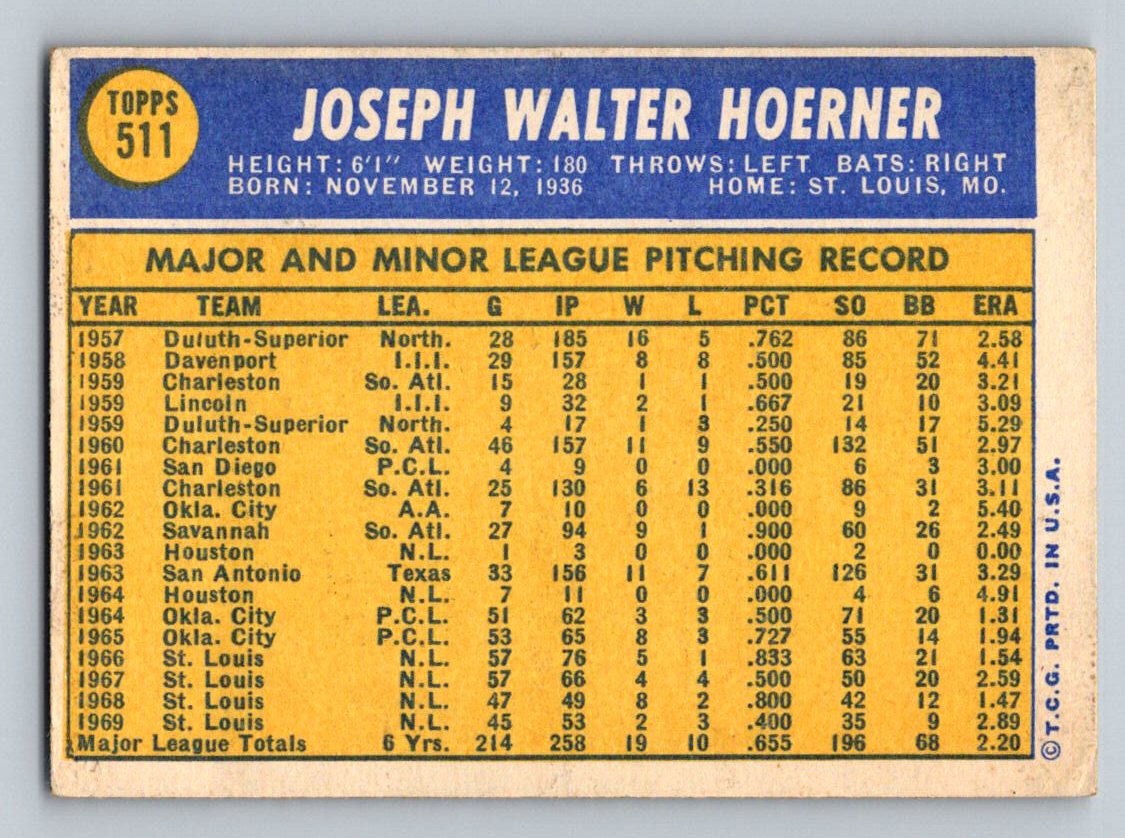 TOPPS
511
JOSEPH WALTER HOERNER
HEIGHT: 6'1" WEIGHT: 180 THROWS: LEFT BATS: RIGHT
BORN: NOVEMBER 12, 1936 HOME: ST. LOUIS, MO.
MAJOR AND MINOR LEAGUE PITCHING RECORD
YEAR TEAM LEA. G IP W L PCT SO BB ERA
1957 Duluth-Superior North. 28 185 16 5 .762 86 71 2.58
1958 Davenport I.I.I. 29 157 8 8 .500 85 52 4.41
1959 Charleston So. Atl. 15 28 1 1 .500 19 20 3.21
1959 Lincoln I.I.I. 9 32 2 1 .667 21 10 3.09
1959 Duluth-Superior North. 4 17 1 3 .250 14 17 5.29
1960 Charleston So. Atl. 46 157 11 9 .550 132 51 2.97
1961 San Diego P.C.L. 4 9 0 0 .000 6 3 3.00
1961 Charleston So. Atl. 25 130 6 13 .316 86 31 3.11
1962 Okla. City A.A. 7 10 0 0 .000 9 2 5.40
1962 Savannah So. Atl. 27 94 9 1 .900 60 26 2.49
1963 Houston N.L. 1 3 0 0 .000 2 0 0.00
1963 San Antonio Texas 33 156 11 7 .611 126 31 3.29
1964 Houston N.L. 7 11 0 0 .000 4 6 4.91
1964 Okla. City P.C.L. 51 62 3 3 .500 71 20 1.31
1965 Okla. City P.C.L. 53 65 8 3 .727 55 14 1.94
1966 St. Louis N.L. 57 76 5 1 .833 63 21 1.54
1967 St. Louis N.L. 57 66 4 4 .500 50 20 2.59
1968 St. Louis N.L. 47 49 8 2 .800 42 12 1.47
1969 St. Louis N.L. 45 53 2 3 .400 35 9 2.89
Major League Totals 6 Yrs. 214 258 19 10 .655 196 68 2.20
© T.C.G. PRTD. IN U.S.A.